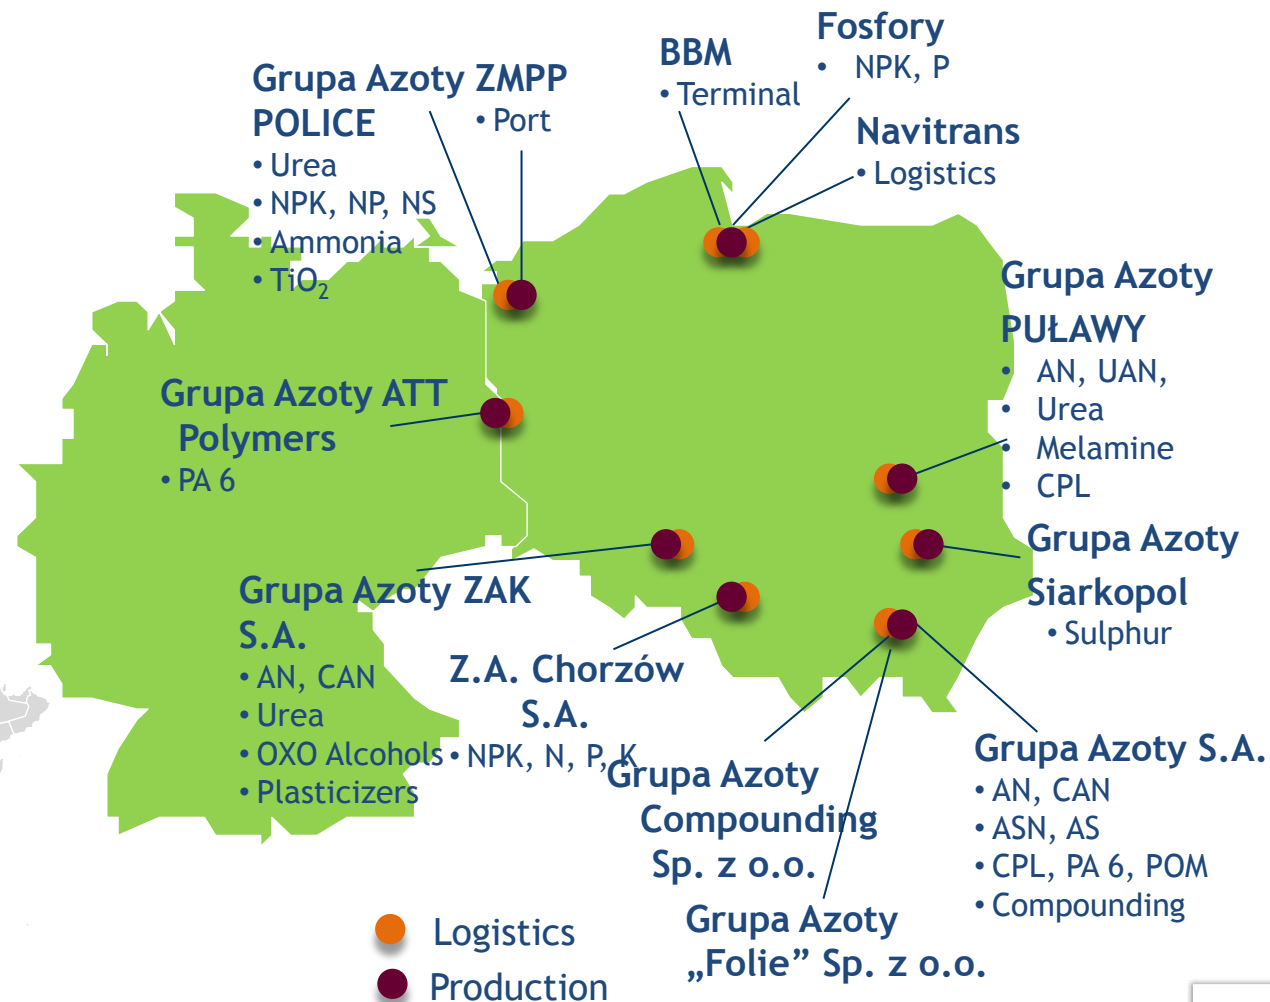 Fosfory
• NPK, P
BBM
• Terminal
Grupa Azoty
POLICE
• Urea
• NPK, NP, NS
• Ammonia
• TiO₂
ZMPP
• Port
Navitrans
• Logistics
Grupa Azoty
PUŁAWY
• AN, UAN,
• Urea
• Melamine
• CPL
Grupa Azoty ATT
Polymers
• PA 6
Grupa Azoty
Siarkopol
• Sulphur
Grupa Azoty ZAK
S.A.
• AN, CAN
• Urea
• OXO Alcohols
• Plasticizers
Z.A. Chorzów
S.A.
• NPK, N, P, K
Grupa Azoty
Compounding
Sp. z o.o.
Grupa Azoty
„Folie” Sp. z o.o.
Grupa Azoty S.A.
• AN, CAN
• ASN, AS
• CPL, PA 6, POM
• Compounding
Logistics
Production